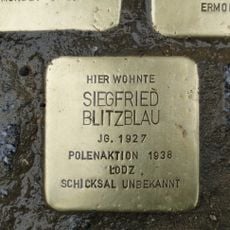 HIER WOHNTE
SIEGFRIED
BLITZBLAU
JG. 1927
POLENAKTION 1938
ŁODZ
SCHICKSAL UNBEKANNT